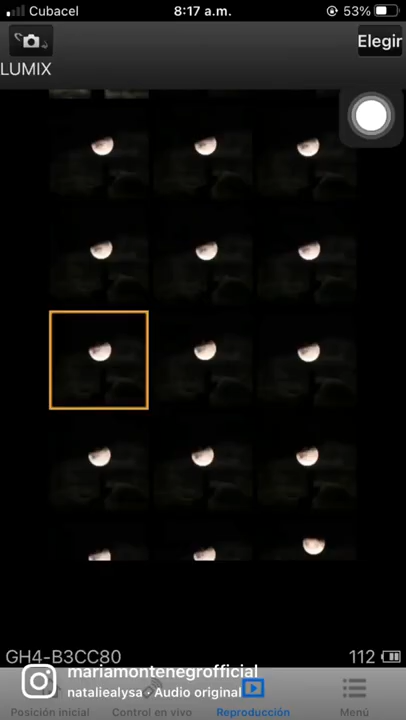 Cubacel 8:17 a.m. 53%
Elegir
LUMIX
GH4-B3CC80 112
mariamontenegrofficial
nataliealysa · Audio original
Posición inicial Control en vivo Reproducción Menú